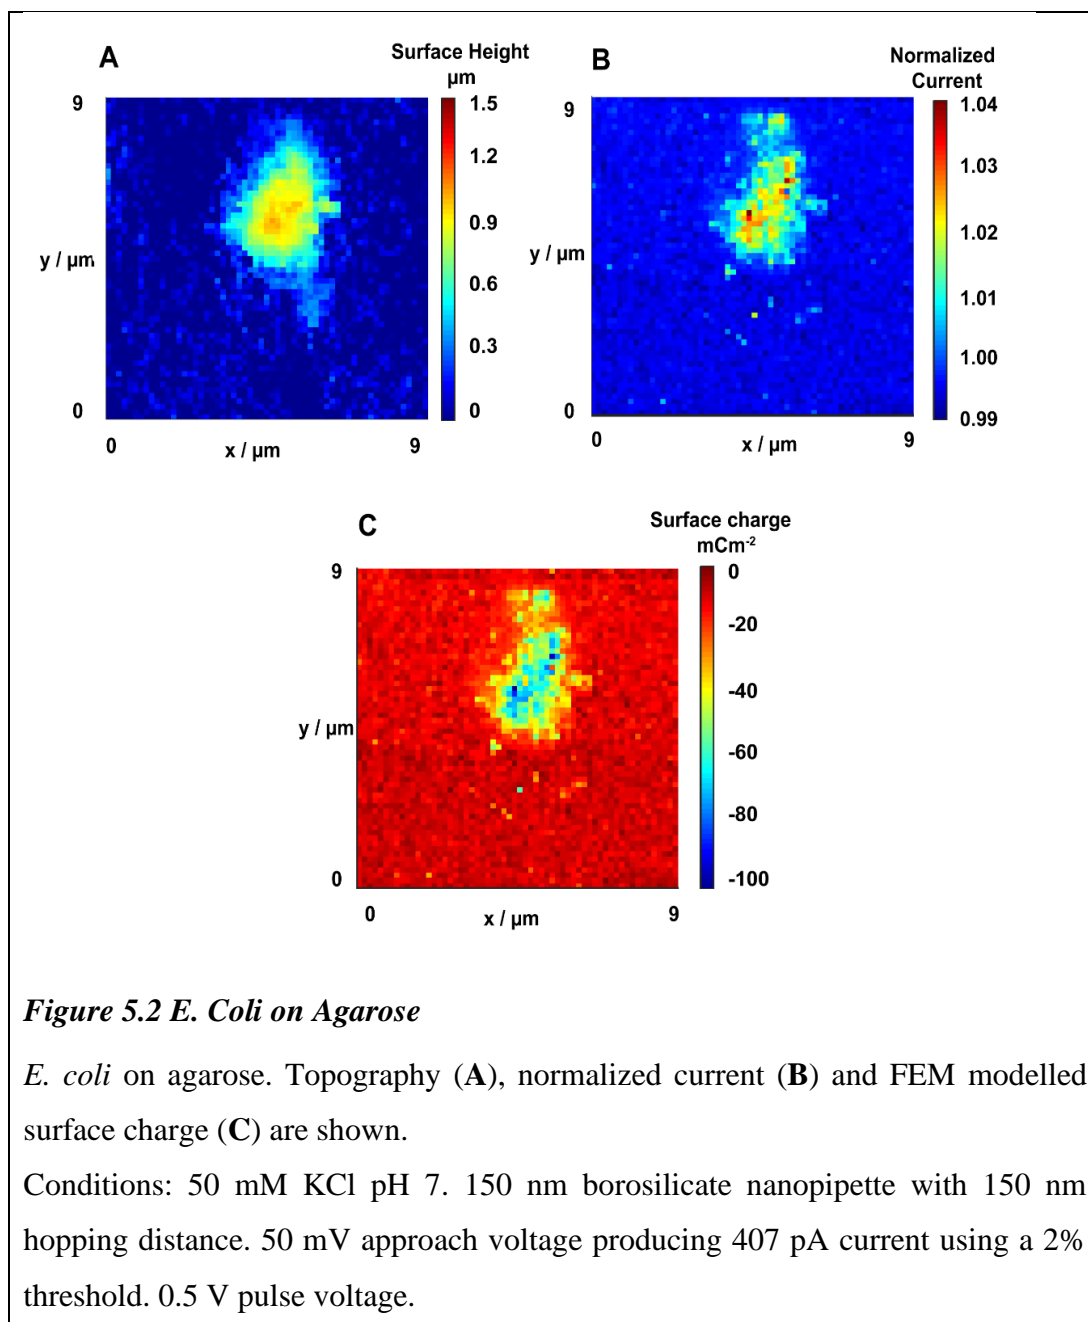 A
Surface Height
µm
9
y / µm
0
0
x / µm
9
1.5
1.2
0.9
0.6
0.3
0
B
Normalized
Current
9
y / µm
0
0
x / µm
9
1.04
1.03
1.02
1.01
1.00
0.99
C
Surface charge
mCm-2
9
y / µm
0
0
x / µm
9
0
-20
-40
-60
-80
-100
Figure 5.2 E. Coli on Agarose
E. coli on agarose. Topography (A), normalized current (B) and FEM modelled
surface charge (C) are shown.
Conditions: 50 mM KCl pH 7. 150 nm borosilicate nanopipette with 150 nm
hopping distance. 50 mV approach voltage producing 407 pA current using a 2%
threshold. 0.5 V pulse voltage.